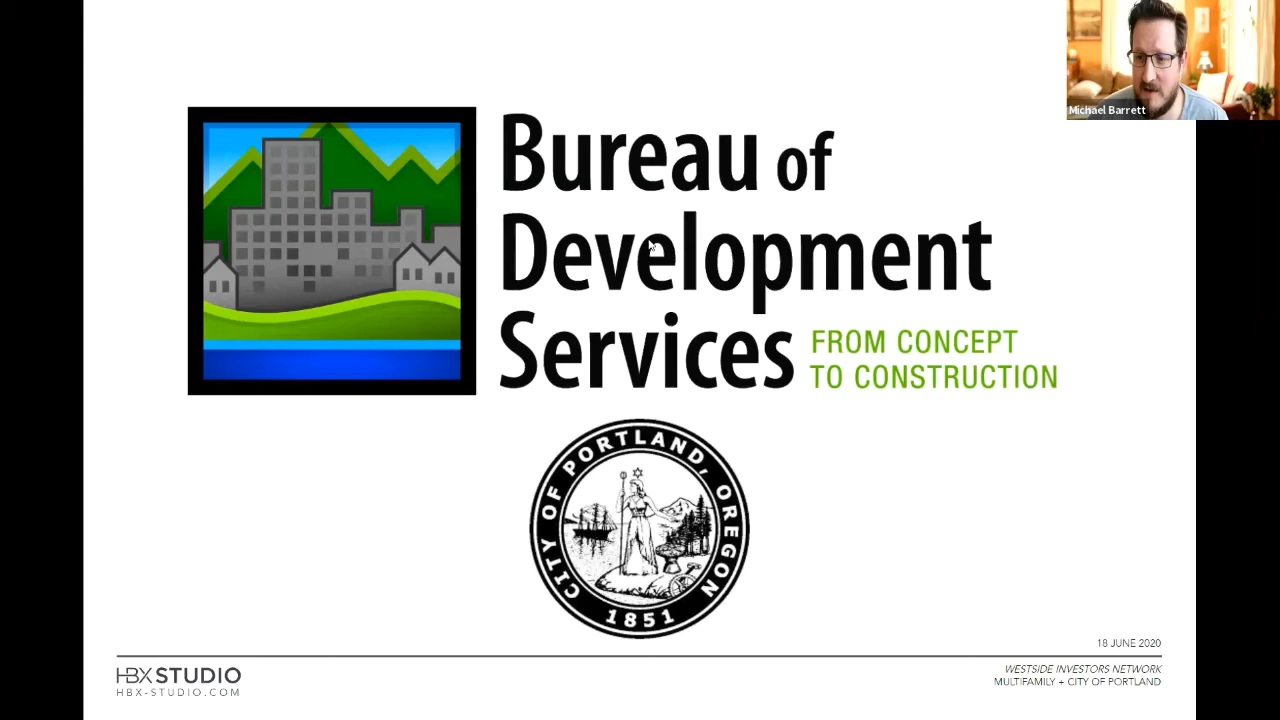 Michael Barrett
Bureau of
Development
Services
FROM CONCEPT
TO CONSTRUCTION
CITY OF PORTLAND, OREGON
1851
18 JUNE 2020
HBX STUDIO
HBX-STUDIO.COM
WESTSIDE INVESTORS NETWORK
MULTIFAMILY + CITY OF PORTLAND